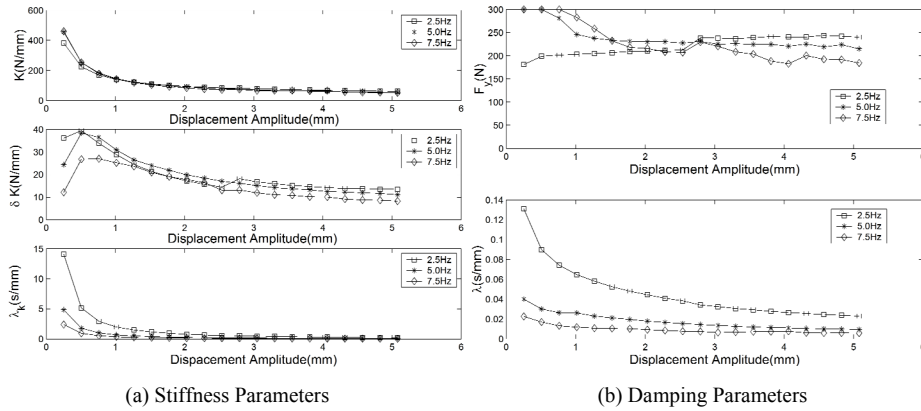 600
400
200
0
K(N/mm)
2.5Hz
5.0Hz
7.5Hz
0 1 2 3 4 5 6
Displacement Amplitude(mm)
40
30
20
10
0
δ K(N/mm)
2.5Hz
5.0Hz
7.5Hz
0 1 2 3 4 5 6
Displacement Amplitude(mm)
15
10
5
0
λk(s/mm)
2.5Hz
5.0Hz
7.5Hz
0 1 2 3 4 5 6
Displacement Amplitude(mm)
(a) Stiffness Parameters
300
250
200
150
100
50
0
Fy(N)
2.5Hz
5.0Hz
7.5Hz
0 1 2 3 4 5 6
Displacement Amplitude(mm)
0.14
0.12
0.1
0.08
0.06
0.04
0.02
0
λ(s/mm)
2.5Hz
5.0Hz
7.5Hz
0 1 2 3 4 5 6
Displacement Amplitude(mm)
(b) Damping Parameters